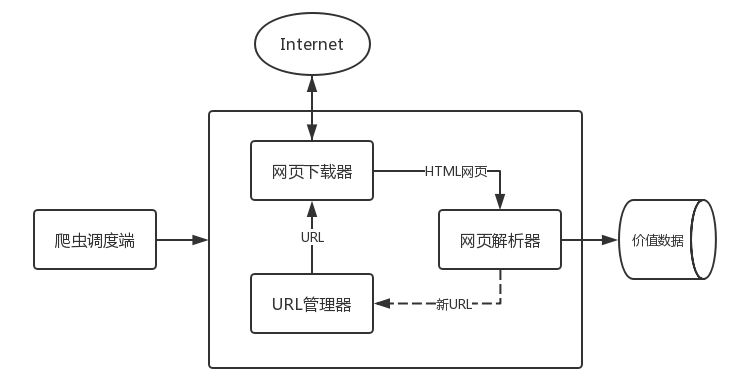 Internet
网页下载器
HTML网页
爬虫调度端
URL
网页解析器
价值数据
URL管理器
新URL